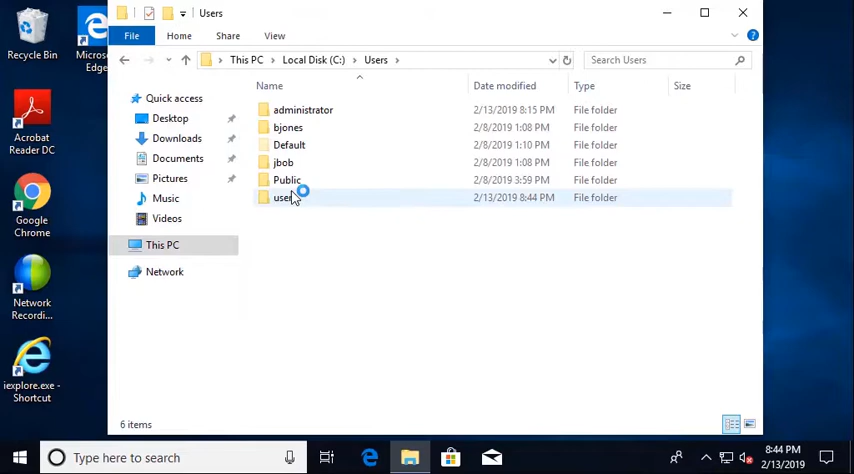 Recycle Bin
Micros
Edge
Acrobat
Reader DC
Google
Chrome
Network
Recordi...
iexplore.exe -
Shortcut
Users
File Home Share View
This PC > Local Disk (C:) > Users >
Search Users
Name Date modified Type Size
administrator 2/13/2019 8:15 PM File folder
bjones 2/8/2019 1:08 PM File folder
Default 2/8/2019 1:10 PM File folder
jbob 2/8/2019 1:08 PM File folder
Public 2/8/2019 3:59 PM File folder
user 2/13/2019 8:44 PM File folder
Quick access
Desktop
Downloads
Documents
Pictures
Music
Videos
This PC
Network
6 items
Type here to search
8:44 PM
2/13/2019